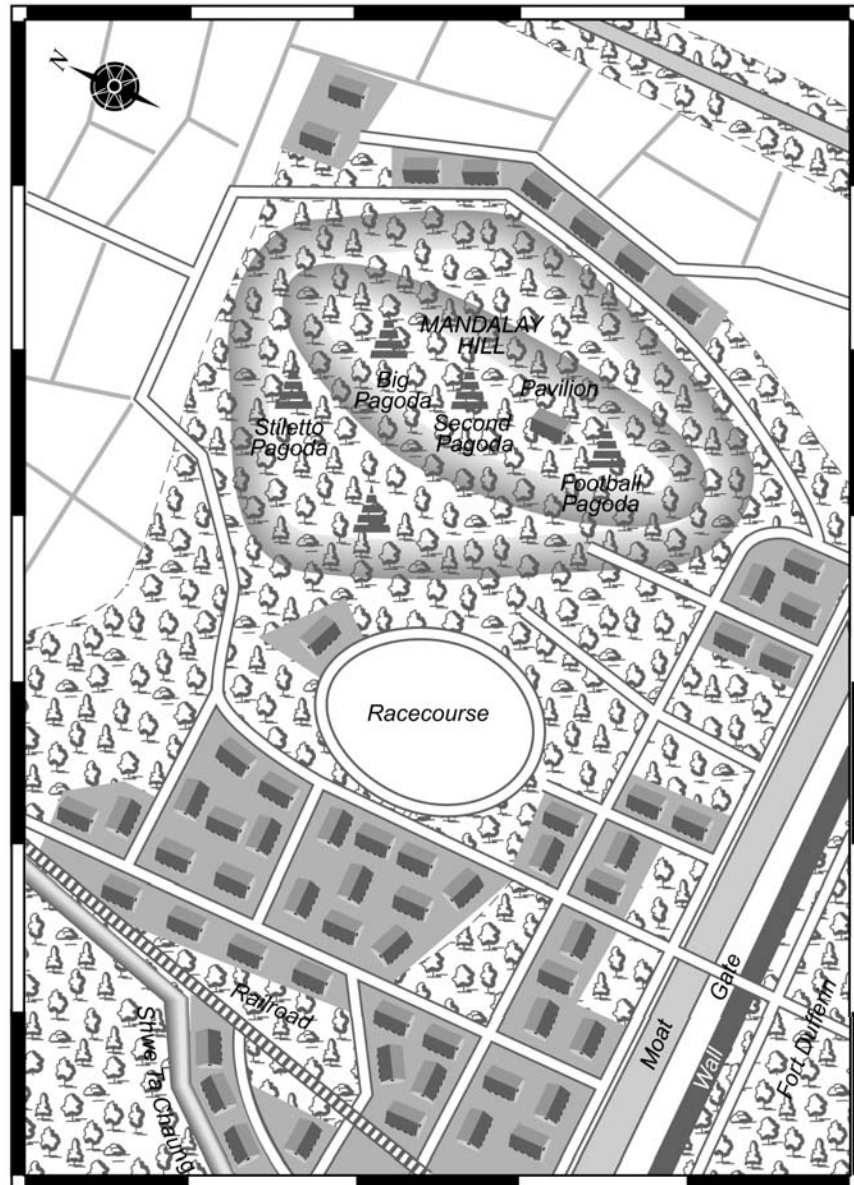 N
MANDALAY
HILL
Big
Pagoda
Pavilion
Stiletto
Pagoda
Second
Pagoda
Football
Pagoda
Racecourse
Railroad
Shwe Ta Chaung
Moat
Gate
Wall
Fort Dufferin